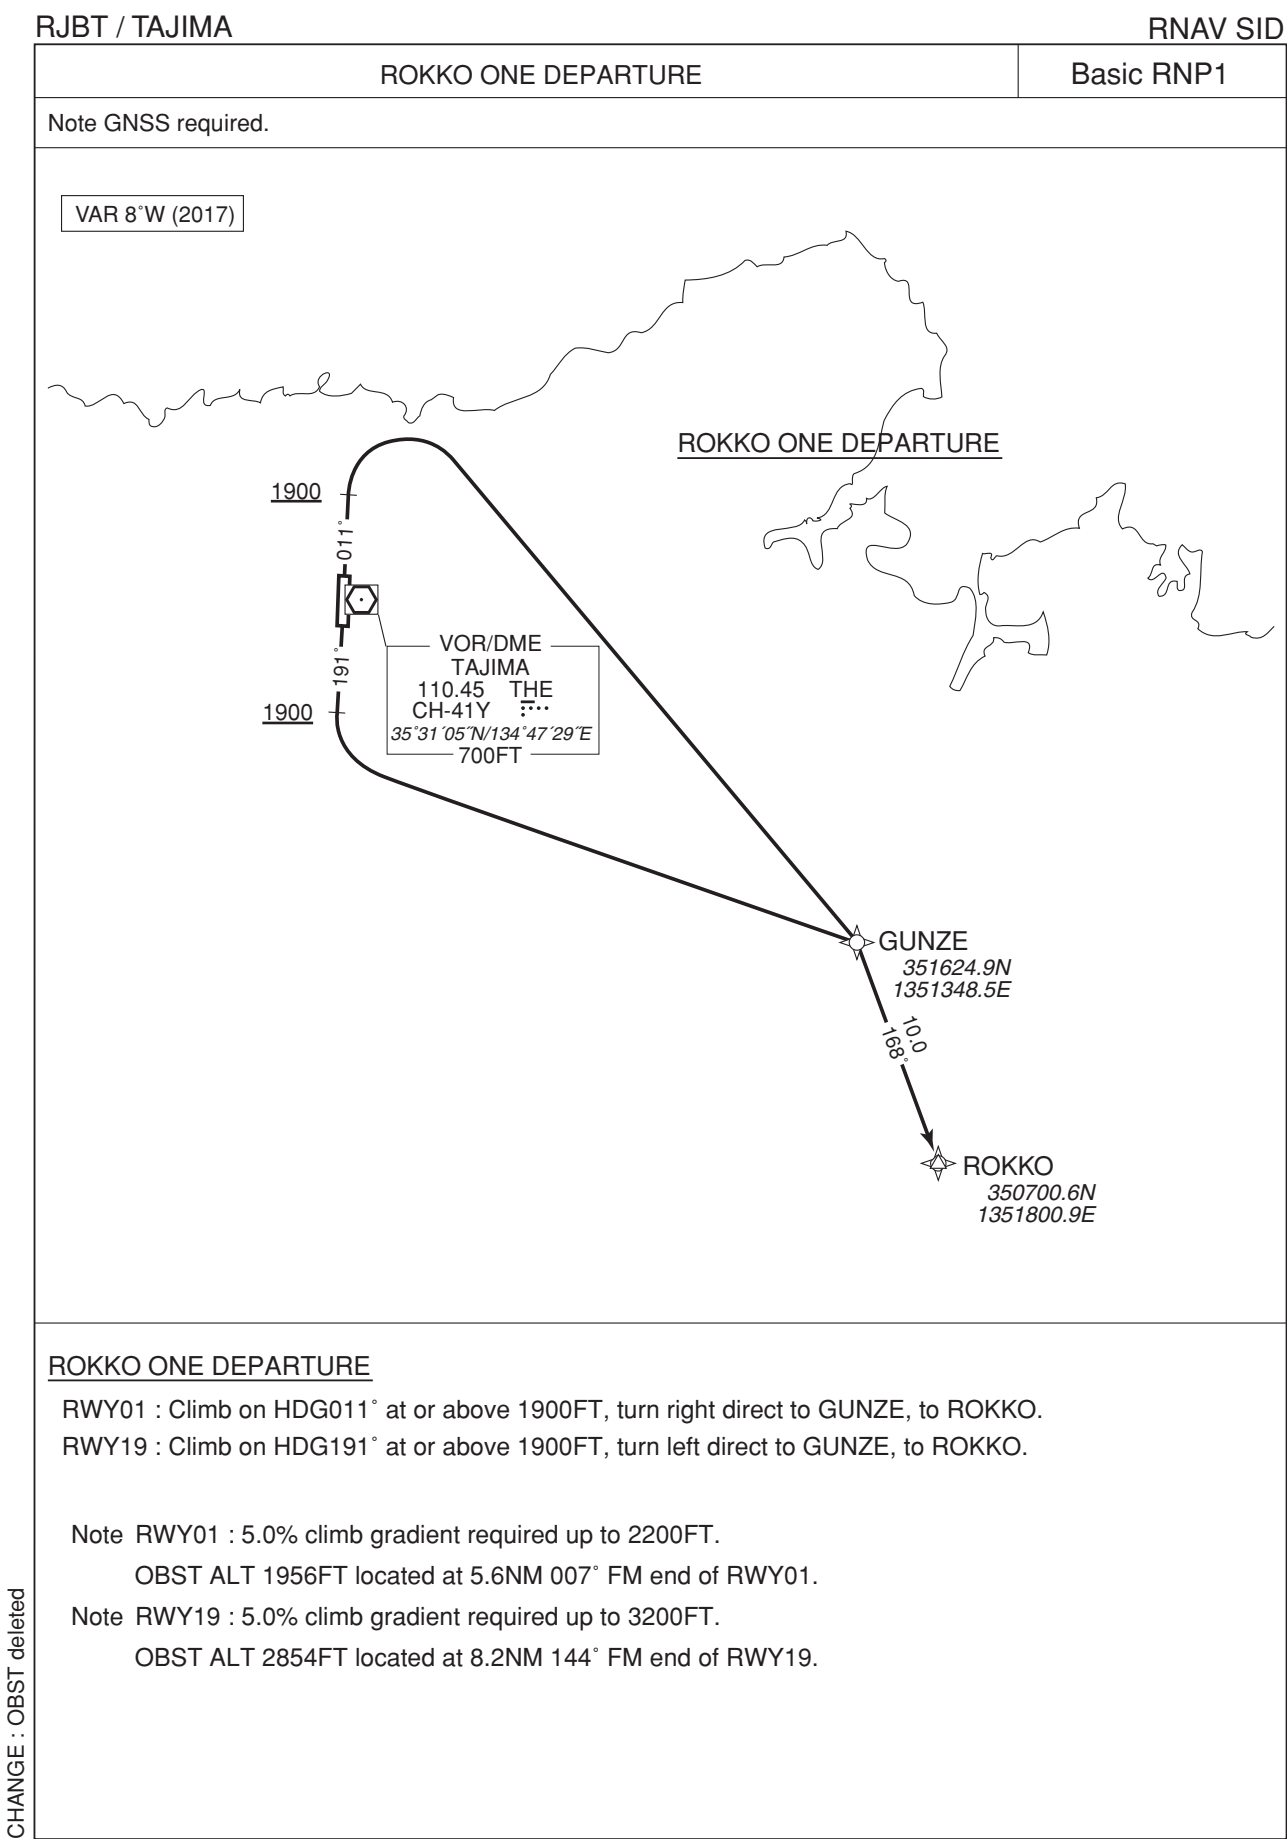 RJBT / TAJIMA
RNAV SID
ROKKO ONE DEPARTURE
Basic RNP1
Note GNSS required.
VAR 8˚W (2017)
ROKKO ONE DEPARTURE
1900
011˚
191˚
1900
VOR/DME
TAJIMA
110.45 THE
CH-41Y
35˚31´05˝N/134˚47´29˝E
700FT
GUNZE
351624.9N
1351348.5E
10.0
168˚
ROKKO
350700.6N
1351800.9E
ROKKO ONE DEPARTURE
RWY01 : Climb on HDG011˚ at or above 1900FT, turn right direct to GUNZE, to ROKKO.
RWY19 : Climb on HDG191˚ at or above 1900FT, turn left direct to GUNZE, to ROKKO.
Note RWY01 : 5.0% climb gradient required up to 2200FT.
OBST ALT 1956FT located at 5.6NM 007˚ FM end of RWY01.
Note RWY19 : 5.0% climb gradient required up to 3200FT.
OBST ALT 2854FT located at 8.2NM 144˚ FM end of RWY19.
CHANGE : OBST deleted